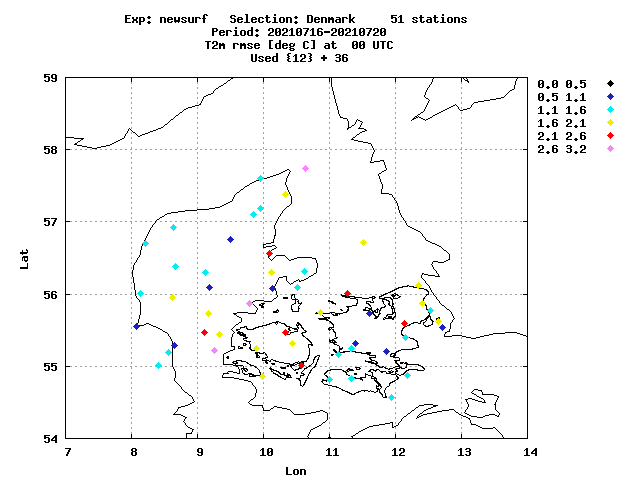 Exp: newsurf Selection: Denmark 51 stations
Period: 20210716-20210720
T2m rmse [deg C] at 00 UTC
Used {12} + 36
0.0 0.5
0.5 1.1
1.1 1.6
1.6 2.1
2.1 2.6
2.6 3.2
59
58
57
56
55
54
Lat
7 8 9 10 11 12 13 14
Lon